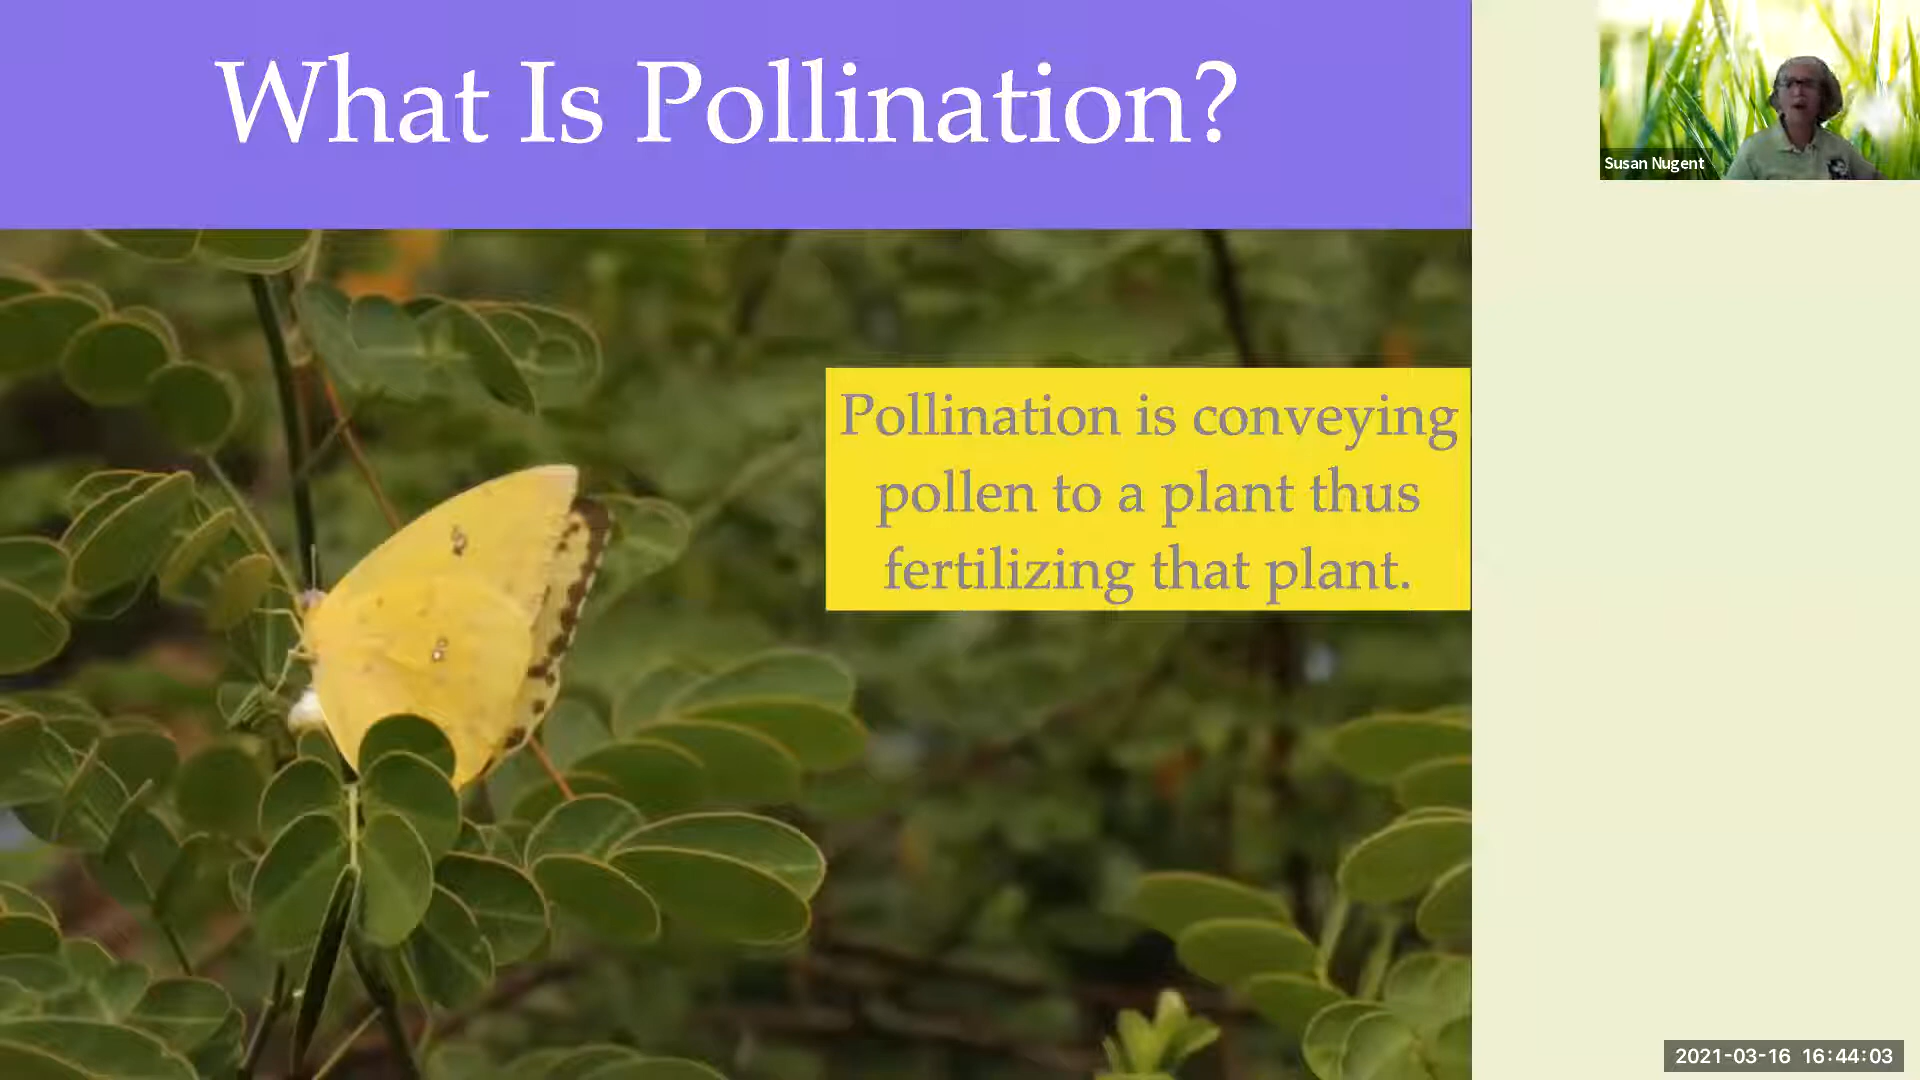 What Is Pollination?
Susan Nugent
Pollination is conveying
pollen to a plant thus
fertilizing that plant.
2021-03-16 16:44:03